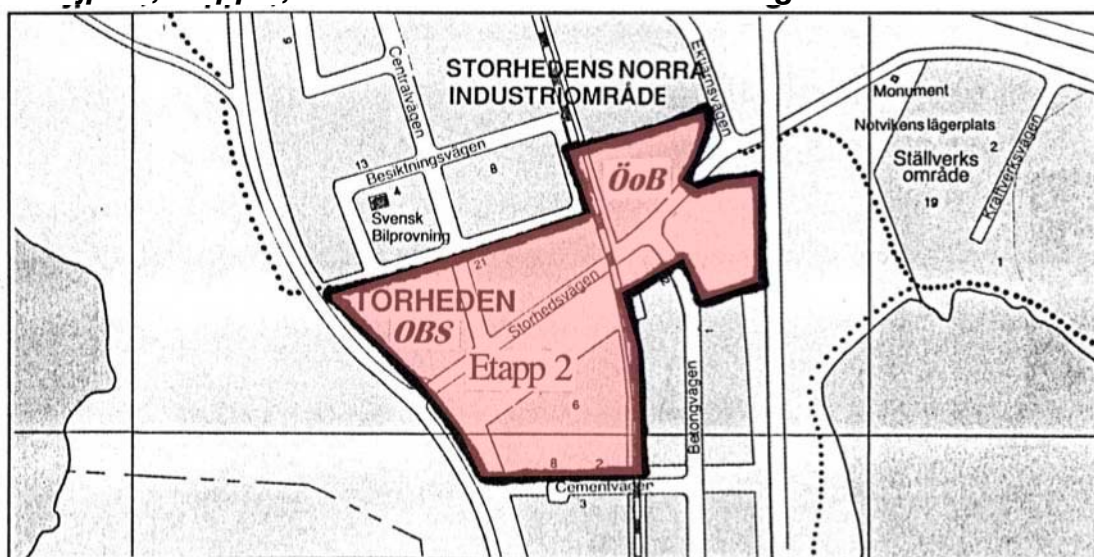 9
Centralvägen
STORHEDENS NORRA
INDUSTRIOMRÅDE
Monument
Notvikens lägerplats
2
Ställverks
område
19
Kraftverksvägen
1
13
Besiktningsvägen
8
4
Svensk
Bilprovning
ÖoB
21
TORHEDEN
OBS
Storhedsvägen
Etapp 2
6
Betongvägen
8 2
Cementvägen
3